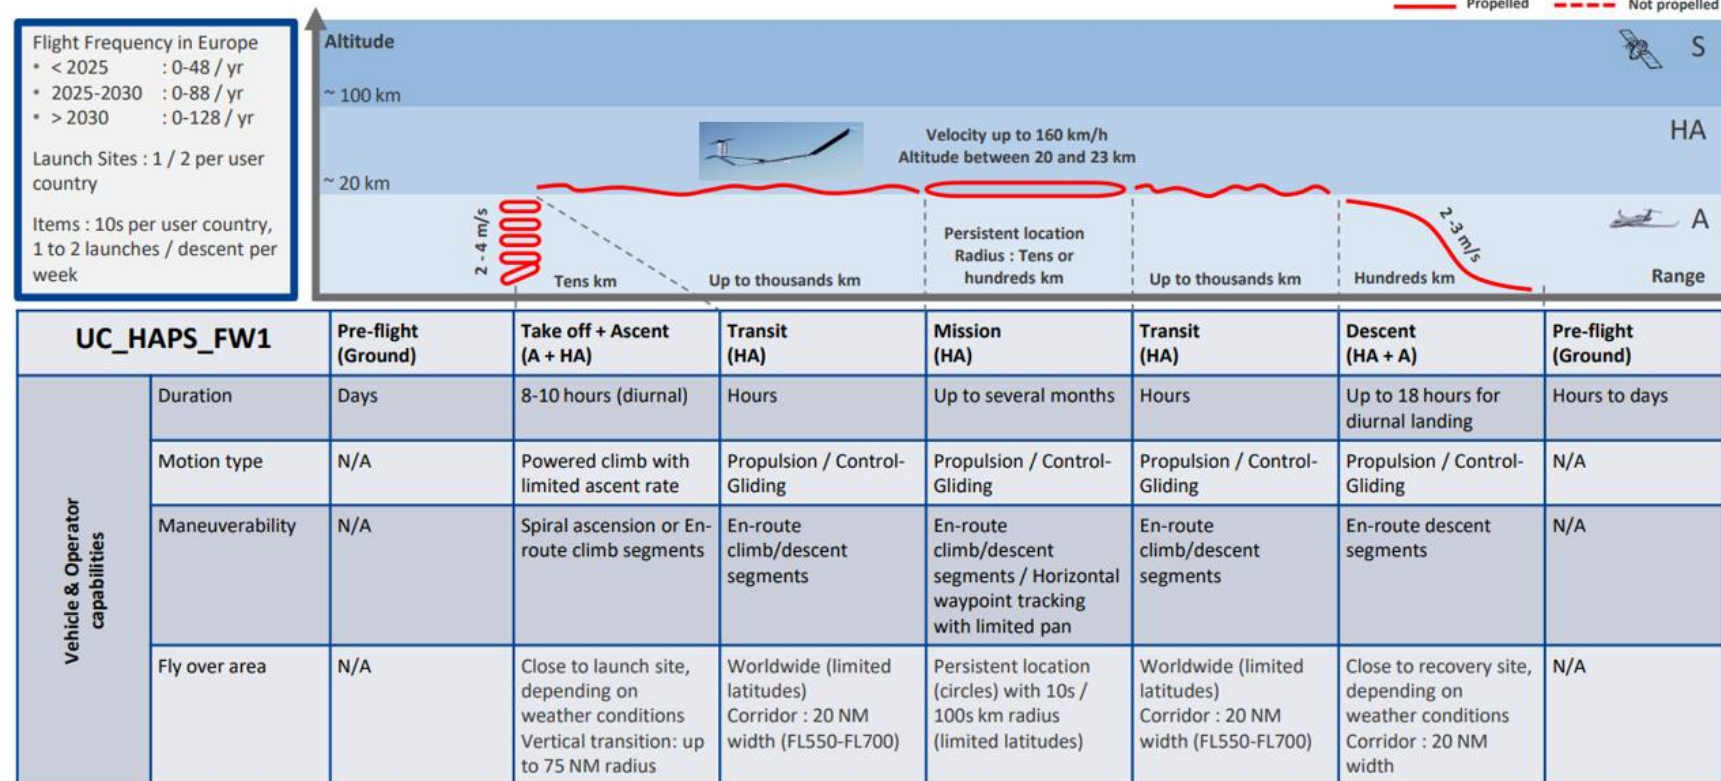 Propelled
Not propelled
Flight Frequency in Europe
• < 2025 : 0-48 / yr
• 2025-2030 : 0-88 / yr
• > 2030 : 0-128 / yr
Launch Sites : 1 / 2 per user
country
Items : 10s per user country,
1 to 2 launches / descent per
week
Altitude
~ 100 km
~ 20 km
S
HA
A
Range
Velocity up to 160 km/h
Altitude between 20 and 23 km
2 - 4 m/s
Tens km
Up to thousands km
Persistent location
Radius : Tens or
hundreds km
Up to thousands km
Hundreds km
2-3 m/s
UC_HAPS_FW1
Pre-flight
(Ground)
Take off + Ascent
(A + HA)
Transit
(HA)
Mission
(HA)
Transit
(HA)
Descent
(HA + A)
Pre-flight
(Ground)
Vehicle & Operator
capabilities
Duration
Days
8-10 hours (diurnal)
Hours
Up to several months
Hours
Up to 18 hours for
diurnal landing
Hours to days
Motion type
N/A
Powered climb with
limited ascent rate
Propulsion / Control-
Gliding
Propulsion / Control-
Gliding
Propulsion / Control-
Gliding
Propulsion / Control-
Gliding
N/A
Maneuverability
N/A
Spiral ascension or En-
route climb segments
En-route
climb/descent
segments
En-route
climb/descent
segments / Horizontal
waypoint tracking
with limited pan
En-route
climb/descent
segments
En-route descent
segments
N/A
Fly over area
N/A
Close to launch site,
depending on
weather conditions
Vertical transition: up
to 75 NM radius
Worldwide (limited
latitudes)
Corridor : 20 NM
width (FL550-FL700)
Persistent location
(circles) with 10s /
100s km radius
(limited latitudes)
Worldwide (limited
latitudes)
Corridor : 20 NM
width (FL550-FL700)
Close to recovery site,
depending on
weather conditions
Corridor : 20 NM
width
N/A